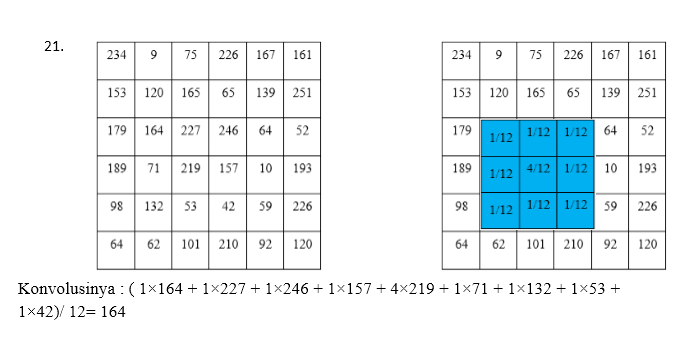 21.
234 9 75 226 167 161
153 120 165 65 139 251
179 164 227 246 64 52
189 71 219 157 10 193
98 132 53 42 59 226
64 62 101 210 92 120
234 9 75 226 167 161
153 120 165 65 139 251
179 1/12 1/12 1/12 64 52
189 1/12 4/12 1/12 10 193
98 1/12 1/12 1/12 59 226
64 62 101 210 92 120
Konvolusinya : ( 1×164 + 1×227 + 1×246 + 1×157 + 4×219 + 1×71 + 1×132 + 1×53 +
1×42)/ 12= 164